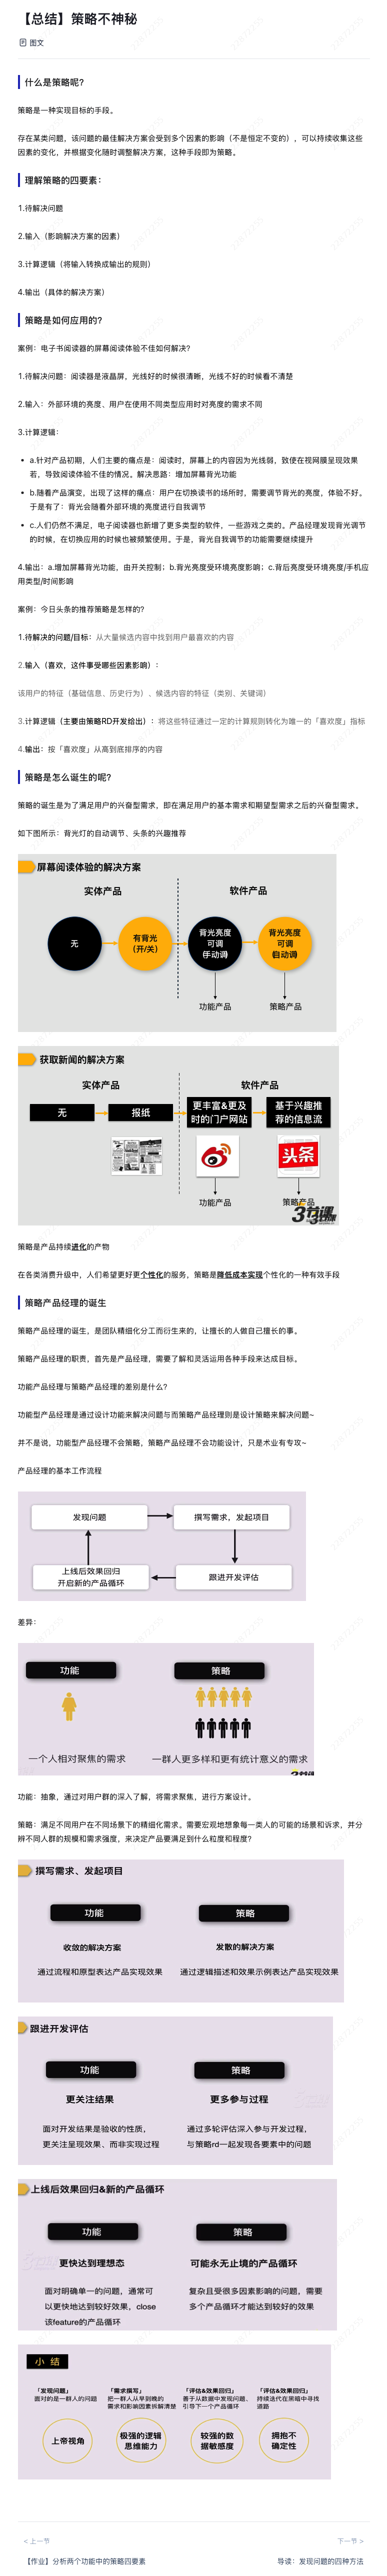 【总结】策略不神秘
图文
什么是策略呢?
策略是一种实现目标的手段。
存在某类问题，该问题的最佳解决方案会受到多个因素的影响（不是恒定不变的），可以持续收集这些
因素的变化，并根据变化随时调整解决方案，这种手段即为策略。
理解策略的四要素：
1.待解决问题
2.输入（影响解决方案的因素）
3.计算逻辑（将输入转换成输出的规则）
4.输出（具体的解决方案）
策略是如何应用的?
案例：电子书阅读器的屏幕阅读体验不佳如何解决?
1.待解决问题：阅读器是液晶屏，光线好的时候很清晰，光线不好的时候看不清楚
2.输入：外部环境的亮度、用户在使用不同类型应用时对亮度的需求不同
3.计算逻辑：
a.针对产品初期，人们主要的痛点是：阅读时，屏幕上的内容因为光线弱，致使在视网膜呈现效果
若，导致阅读体验不佳的情况。解决思路：增加屏幕背光功能
b.随着产品演变，出现了这样的痛点：用户在切换读书的场所时，需要调节背光的亮度，体验不好。
于是有了：背光会随着外部环境的亮度进行自我调节
c.人们仍然不满足，电子阅读器也新增了更多类型的软件，一些游戏之类的。产品经理发现背光调节
的时候，在切换应用的时候也被频繁使用。于是，背光自我调节的功能需要继续提升
4.输出：a.增加屏幕背光功能，由开关控制；b.背光亮度受环境亮度影响；c.背后亮度受环境亮度/手机应
用类型/时间影响
案例：今日头条的推荐策略是怎样的?
1.待解决的问题/目标：从大量候选内容中找到用户最喜欢的内容
2.输入（喜欢，这件事受哪些因素影响）：
该用户的特征（基础信息、历史行为）、候选内容的特征（类别、关键词）
3.计算逻辑（主要由策略RD开发给出）：将这些特征通过一定的计算规则转化为唯一的「喜欢度」指标
4.输出：按「喜欢度」从高到底排序的内容
策略是怎么诞生的呢?
策略的诞生是为了满足用户的兴奋型需求，即在满足用户的基本需求和期望型需求之后的兴奋型需求。
如下图所示：背光灯的自动调节、头条的兴趣推荐
屏幕阅读体验的解决方案
实体产品
软件产品
无
有背光
（开/关）
背光亮度
可调
（手动调）
背光亮度
可调
（自动调）
功能产品
策略产品
获取新闻的解决方案
实体产品
软件产品
无
报纸
更丰富&更及
时的门户网站
基于兴趣推
荐的信息流
头条
功能产品
策略产品
3节课
策略是产品持续进化的产物
在各类消费升级中，人们希望更好更个性化的服务，策略是降低成本实现个性化的一种有效手段
策略产品经理的诞生
策略产品经理的诞生，是团队精细化分工而衍生来的，让擅长的人做自己擅长的事。
策略产品经理的职责，首先是产品经理，需要了解和灵活运用各种手段来达成目标。
功能产品经理与策略产品经理的差别是什么?
功能型产品经理是通过设计功能来解决问题与而策略产品经理则是设计策略来解决问题~
并不是说，功能型产品经理不会策略，策略产品经理不会功能设计，只是术业有专攻~
产品经理的基本工作流程
发现问题
撰写需求，发起项目
上线后效果回归
开启新的产品循环
跟进开发评估
差异：
功能
策略
一个人相对聚焦的需求
一群人更多样和更有统计意义的需求
功能：抽象，通过对用户群的深入了解，将需求聚焦，进行方案设计。
策略：满足不同用户在不同场景下的精细化需求。需要宏观地想象每一类人的可能的场景和诉求，并分
辨不同人群的规模和需求强度，来决定产品要满足到什么粒度和程度?
撰写需求、发起项目
功能
策略
收敛的解决方案
发散的解决方案
通过流程和原型表达产品实现效果
通过逻辑描述和效果示例表达产品实现效果
跟进开发评估
功能
策略
更关注结果
更多参与过程
面对开发结果是验收的性质，
更关注呈现效果、而非实现过程
通过多轮评估深入参与开发过程，
与策略rd一起发现各要素中的问题
上线后效果回归&新的产品循环
功能
策略
更快达到理想态
可能永无止境的产品循环
面对明确单一的问题，通常可
以更快地达到较好效果，close
该feature的产品循环
复杂且受很多因素影响的问题，需要
多个产品循环才能达到较好的效果
小 结
「发现问题」
面对的是一群人的问题
「需求撰写」
把一群人从早到晚的
需求和影响因素拆解清楚
「评估&效果回归」
善于从数据中发现问题、
引导下一个产品循环
「评估&效果回归」
持续迭代在黑暗中寻找
道路
上帝视角
极强的逻辑
思维能力
较强的数
据敏感度
拥抱不
确定性
< 上一节
下一节 >
【作业】分析两个功能中的策略四要素
导读：发现问题的四种方法